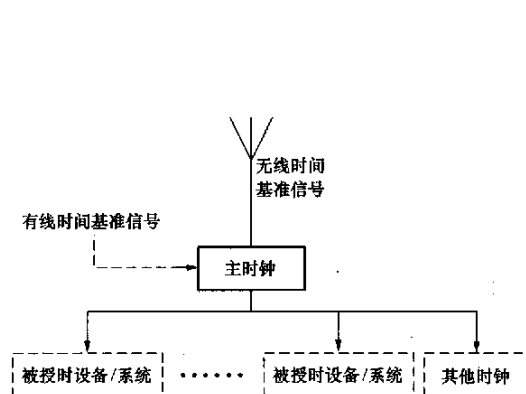 无线时间
基准信号
有线时间基准信号
主时钟
被授时设备/系统
······
被授时设备/系统
其他时钟